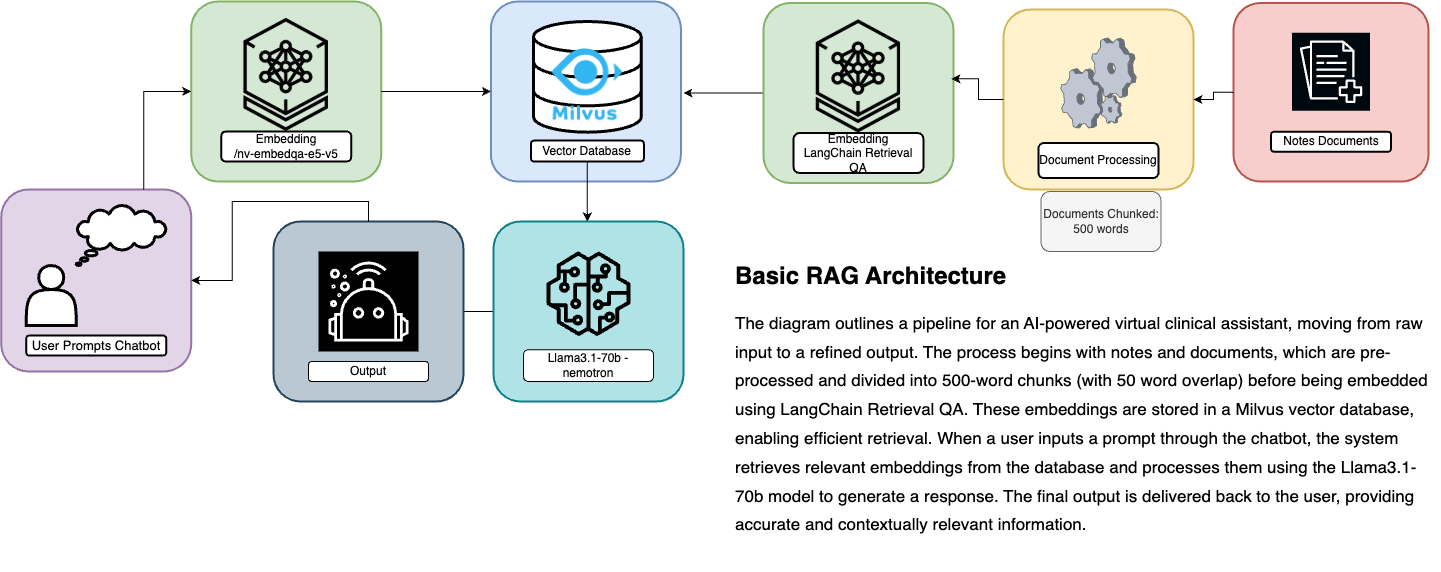 Embedding
/nv-embedqa-e5-v5
Milvus
Vector Database
Embedding
LangChain Retrieval
QA
Document Processing
Notes Documents
Documents Chunked:
500 words
User Prompts Chatbot
Output
Llama3.1-70b -
nemotron
Basic RAG Architecture
The diagram outlines a pipeline for an AI-powered virtual clinical assistant, moving from raw
input to a refined output. The process begins with notes and documents, which are pre-
processed and divided into 500-word chunks (with 50 word overlap) before being embedded
using LangChain Retrieval QA. These embeddings are stored in a Milvus vector database,
enabling efficient retrieval. When a user inputs a prompt through the chatbot, the system
retrieves relevant embeddings from the database and processes them using the Llama3.1-
70b model to generate a response. The final output is delivered back to the user, providing
accurate and contextually relevant information.